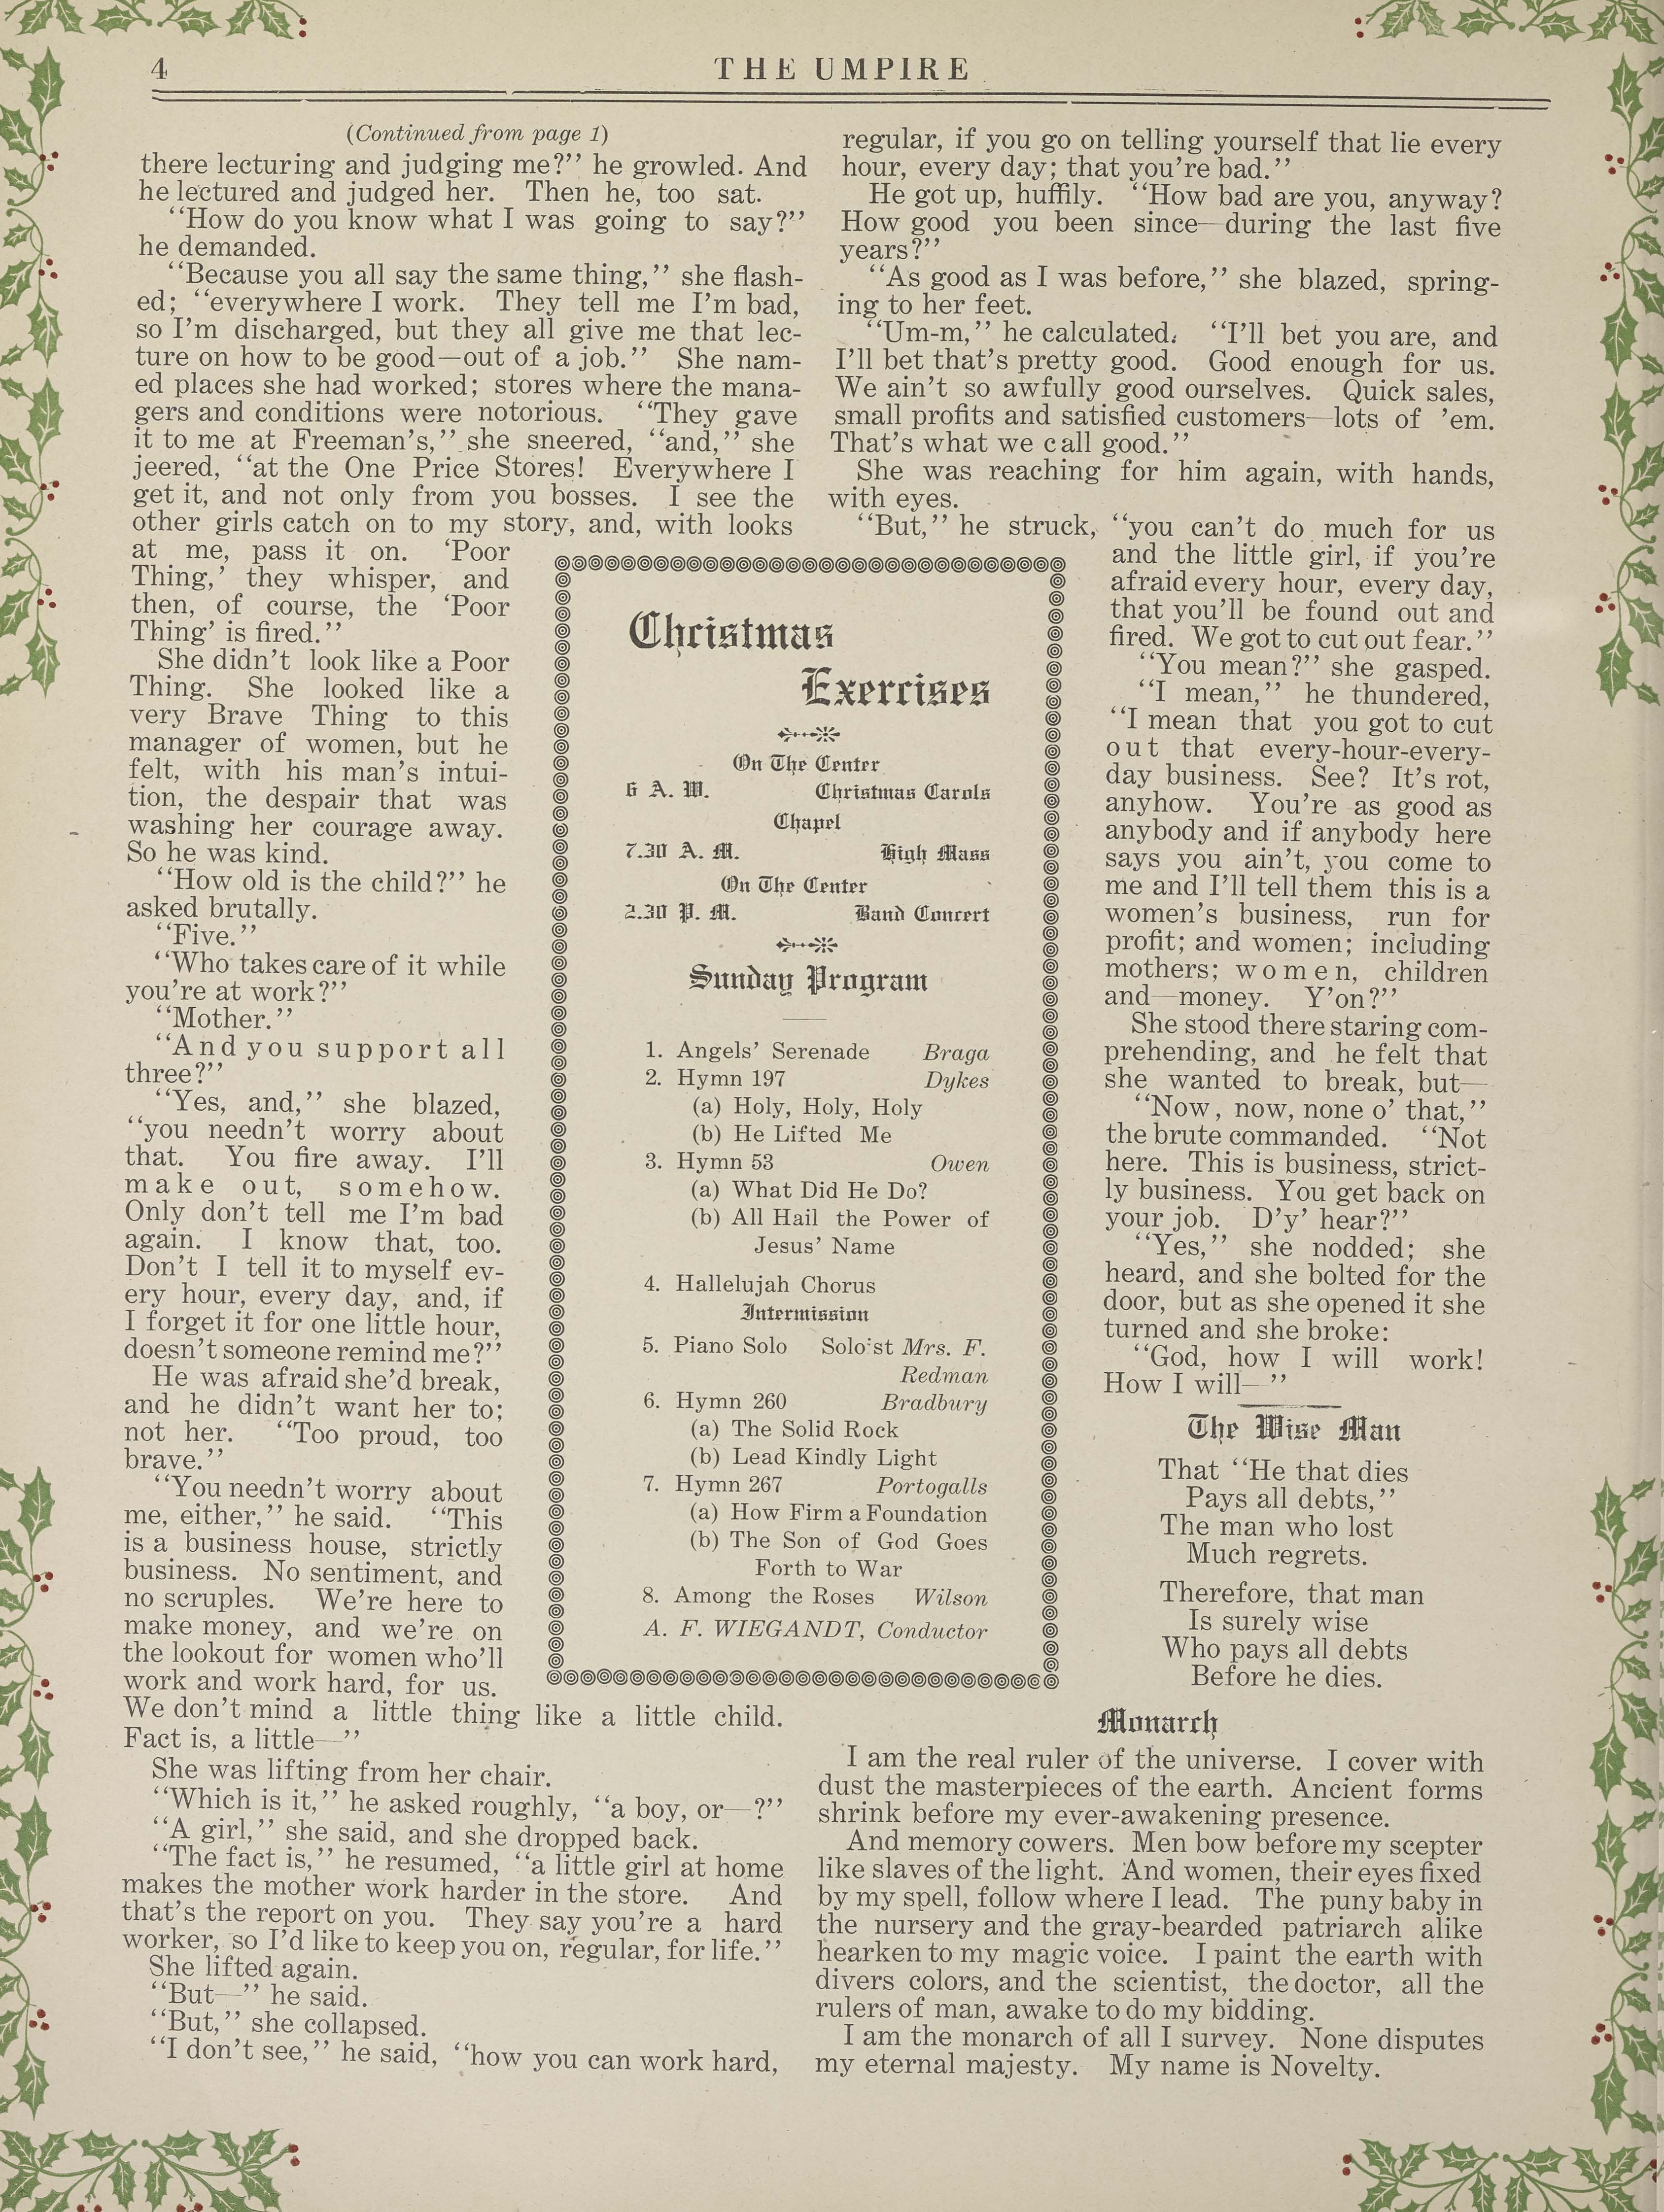 4
THE UMPIRE
(Continued from page 1)
there lecturing and judging me?’’ he growled. And
he lectured and judged her. Then he, too sat.
‘‘How do you know what I was going to say?’’
he demanded.
‘‘Because you all say the same thing,’’ she flash-
ed; ‘‘everywhere I work. They tell me I’m bad,
so I’m discharged, but they all give me that lec-
ture on how to be good—out of a job.’’ She nam-
ed places she had worked; stores where the mana-
gers and conditions were notorious. ‘‘They gave
it to me at Freeman’s,’’ she sneered, ‘‘and,’’ she
jeered, ‘‘at the One Price Stores! Everywhere I
get it, and not only from you bosses. I see the
other girls catch on to my story, and, with looks
at me, pass it on. ‘Poor
Thing,’ they whisper, and
then, of course, the ‘Poor
Thing’ is fired.’’
She didn’t look like a Poor
Thing. She looked like a
very Brave Thing to this
manager of women, but he
felt, with his man’s intui-
tion, the despair that was
washing her courage away.
So he was kind.
‘‘How old is the child?’’ he
asked brutally.
‘‘Five.’’
‘‘Who takes care of it while
you’re at work?’’
‘‘Mother.’’
‘‘And you support all
three?’’
‘‘Yes, and,’’ she blazed,
‘‘you needn’t worry about
that. You fire away. I’ll
make out, somehow.
Only don’t tell me I’m bad
again. I know that, too.
Don’t I tell it to myself ev-
ery hour, every day, and, if
I forget it for one little hour,
doesn’t someone remind me?’’
He was afraid she’d break,
and he didn’t want her to;
not her. ‘‘Too proud, too
brave.’’
‘‘You needn’t worry about
me, either,’’ he said. ‘‘This
is a business house, strictly
business. No sentiment, and
no scruples. We’re here to
make money, and we’re on
the lookout for women who’ll
work and work hard, for us.
We don’t mind a little thing like a little child.
Fact is, a little—’’
She was lifting from her chair.
‘‘Which is it,’’ he asked roughly, ‘‘a boy, or—?’’
‘‘A girl,’’ she said, and she dropped back.
‘‘The fact is,’’ he resumed, ‘‘a little girl at home
makes the mother work harder in the store. And
that’s the report on you. They say you’re a hard
worker, so I’d like to keep you on, regular, for life.’’
She lifted again.
‘‘But—’’ he said.
‘‘But,’’ she collapsed.
‘‘I don’t see,’’ he said, ‘‘how you can work hard,
Christmas
Exercises
On The Center
6 A. M. Christmas Carols
Chapel
7.30 A. M. High Mass
On The Center
2.30 P. M. Band Concert
Sunday Program
1. Angels’ Serenade Braga
2. Hymn 197 Dykes
(a) Holy, Holy, Holy
(b) He Lifted Me
3. Hymn 53 Owen
(a) What Did He Do?
(b) All Hail the Power of
Jesus’ Name
4. Hallelujah Chorus
Intermission
5. Piano Solo Soloist Mrs. F.
Redman
6. Hymn 260 Bradbury
(a) The Solid Rock
(b) Lead Kindly Light
7. Hymn 267 Portogalls
(a) How Firm a Foundation
(b) The Son of God Goes
Forth to War
8. Among the Roses Wilson
A. F. WIEGANDT, Conductor
regular, if you go on telling yourself that lie every
hour, every day; that you’re bad.’’
He got up, huffily. ‘‘How bad are you, anyway?
How good you been since—during the last five
years?’’
‘‘As good as I was before,’’ she blazed, spring-
ing to her feet.
‘‘Um-m,’’ he calculated. ‘‘I’ll bet you are, and
I’ll bet that’s pretty good. Good enough for us.
We ain’t so awfully good ourselves. Quick sales,
small profits and satisfied customers—lots of ’em.
That’s what we call good.’’
She was reaching for him again, with hands,
with eyes.
‘‘But,’’ he struck, ‘‘you can’t do much for us
and the little girl, if you’re
afraid every hour, every day,
that you’ll be found out and
fired. We got to cut out fear.’’
‘‘You mean?’’ she gasped.
‘‘I mean,’’ he thundered,
‘‘I mean that you got to cut
out that every-hour-every-
day business. See? It’s rot,
anyhow. You’re as good as
anybody and if anybody here
says you ain’t, you come to
me and I’ll tell them this is a
women’s business, run for
profit; and women; including
mothers; women, children
and—money. Y’on?’’
She stood there staring com-
prehending, and he felt that
she wanted to break, but—
‘‘Now, now, none o’ that,’’
the brute commanded. ‘‘Not
here. This is business, strict-
ly business. You get back on
your job. D’y’ hear?’’
‘‘Yes,’’ she nodded; she
heard, and she bolted for the
door, but as she opened it she
turned and she broke:
‘‘God, how I will work!
How I will—’’
The Wise Man
That ‘‘He that dies
Pays all debts,’’
The man who lost
Much regrets.
Therefore, that man
Is surely wise
Who pays all debts
Before he dies.
Monarch
I am the real ruler of the universe. I cover with
dust the masterpieces of the earth. Ancient forms
shrink before my ever-awakening presence.
And memory cowers. Men bow before my scepter
like slaves of the light. And women, their eyes fixed
by my spell, follow where I lead. The puny baby in
the nursery and the gray-bearded patriarch alike
hearken to my magic voice. I paint the earth with
divers colors, and the scientist, the doctor, all the
rulers of man, awake to do my bidding.
I am the monarch of all I survey. None disputes
my eternal majesty. My name is Novelty.